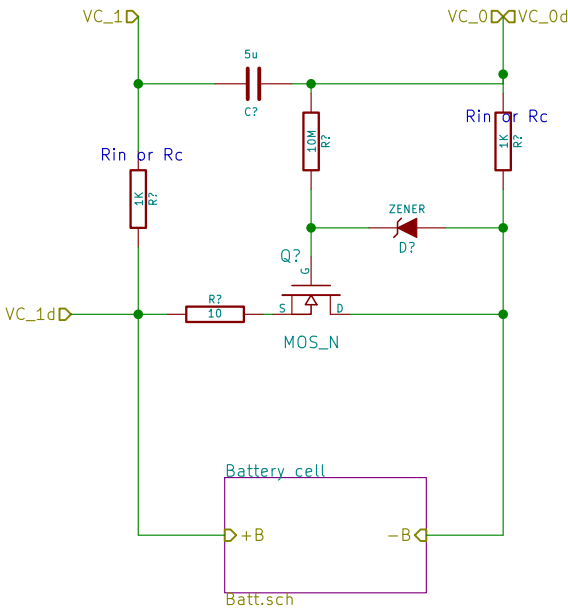 VC_1
VC_0
VC_0d
5u
C?
Rin or Rc
1K
R?
10M
R?
Rin or Rc
1K
R?
ZENER
D?
Q?
G
VC_1d
R?
10
S
D
MOS_N
Battery cell
+B
-B
Batt.sch